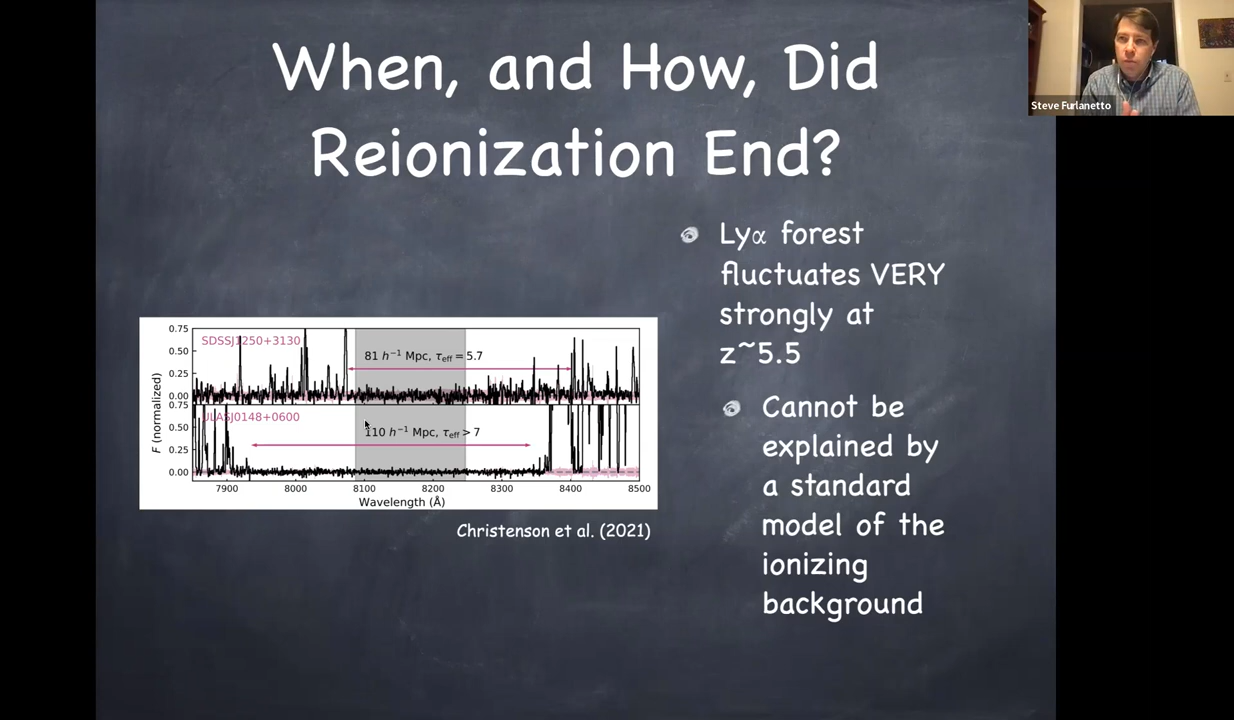 When, and How, Did
Reionization End?
Steve Furlanetto
Lyα forest
fluctuates VERY
strongly at
z~5.5
Cannot be
explained by
a standard
model of the
ionizing
background
F (normalized)
0.75
0.50
0.25
0.00
SDSSJ1250+3130
81 h⁻¹ Mpc, τeff = 5.7
0.75
0.50
0.25
0.00
ULASJ0148+0600
110 h⁻¹ Mpc, τeff > 7
7900 8000 8100 8200 8300 8400 8500
Wavelength (Å)
Christenson et al. (2021)